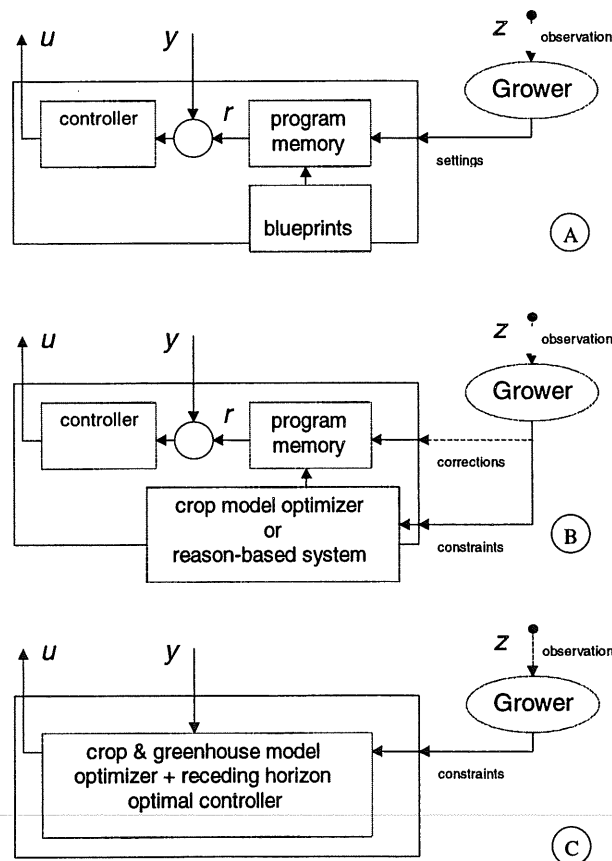 u y z observation
Grower
controller r program
memory
settings
blueprints
A
u y z observation
Grower
controller r program
memory
corrections
crop model optimizer
or
reason-based system
constraints
B
u y z observation
Grower
crop & greenhouse model
optimizer + receding horizon
optimal controller
constraints
C